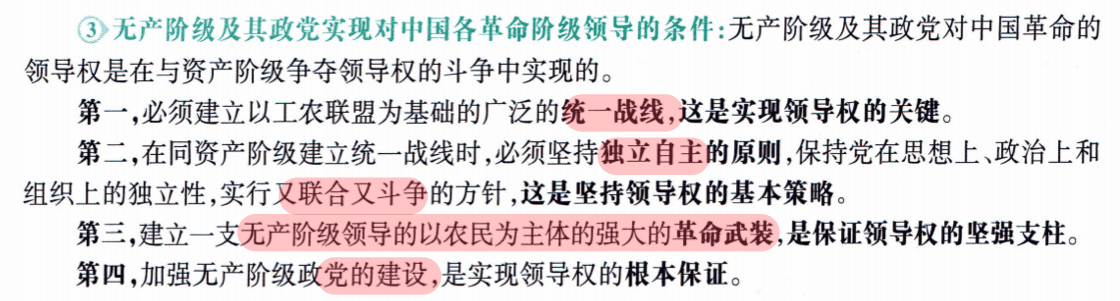 ③无产阶级及其政党实现对中国各革命阶级领导的条件:无产阶级及其政党对中国革命的
领导权是在与资产阶级争夺领导权的斗争中实现的。
第一,必须建立以工农联盟为基础的广泛的统一战线,这是实现领导权的关键。
第二,在同资产阶级建立统一战线时,必须坚持独立自主的原则,保持党在思想上、政治上和
组织上的独立性,实行又联合又斗争的方针,这是坚持领导权的基本策略。
第三,建立一支无产阶级领导的以农民为主体的强大的革命武装,是保证领导权的坚强支柱。
第四,加强无产阶级政党的建设,是实现领导权的根本保证。